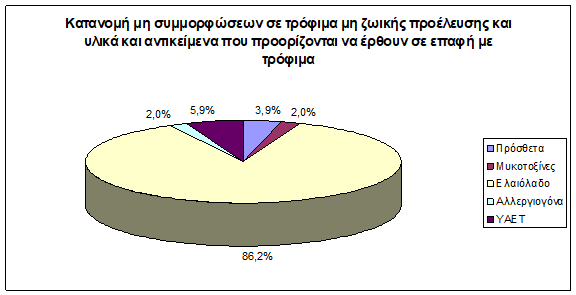 Κατανομή μη συμμορφώσεων σε τρόφιμα μη ζωικής προέλευσης και
υλικά και αντικείμενα που προορίζονται να έρθουν σε επαφή με
τρόφιμα
2,0%
5,9%
3,9%
2,0%
86,2%
Πρόσθετα
Μυκοτοξίνες
Ελαιόλαδο
Αλλεργιογόνα
ΥΑΕΤ